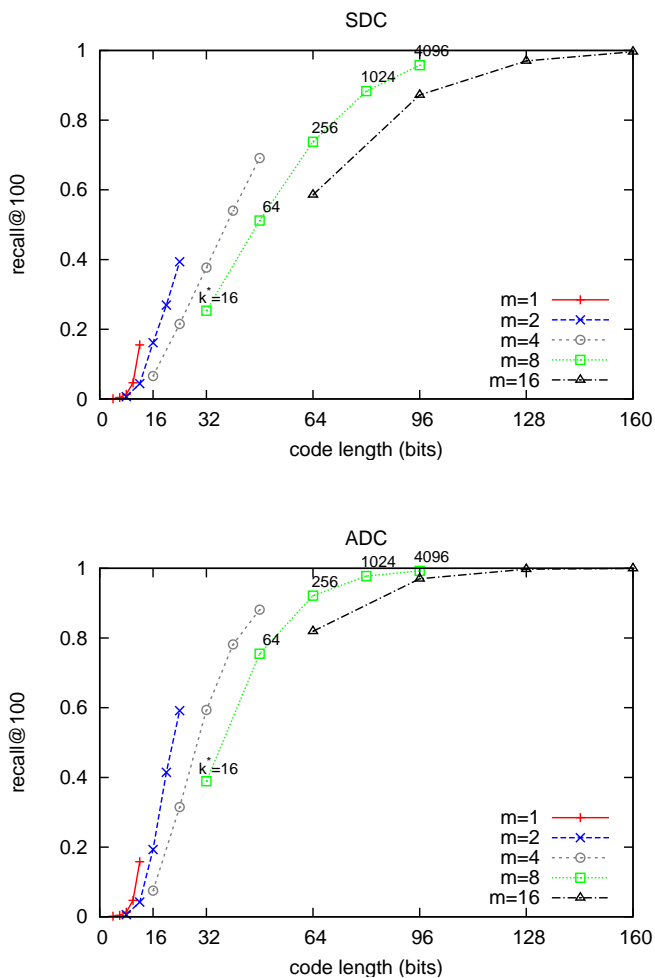 SDC
1
0.8
0.6
0.4
0.2
0
recall@100
4096
1024
256
64
k*=16
m=1
m=2
m=4
m=8
m=16
0 16 32 64 96 128 160
code length (bits)
ADC
1
0.8
0.6
0.4
0.2
0
recall@100
4096
1024
256
64
k*=16
m=1
m=2
m=4
m=8
m=16
0 16 32 64 96 128 160
code length (bits)